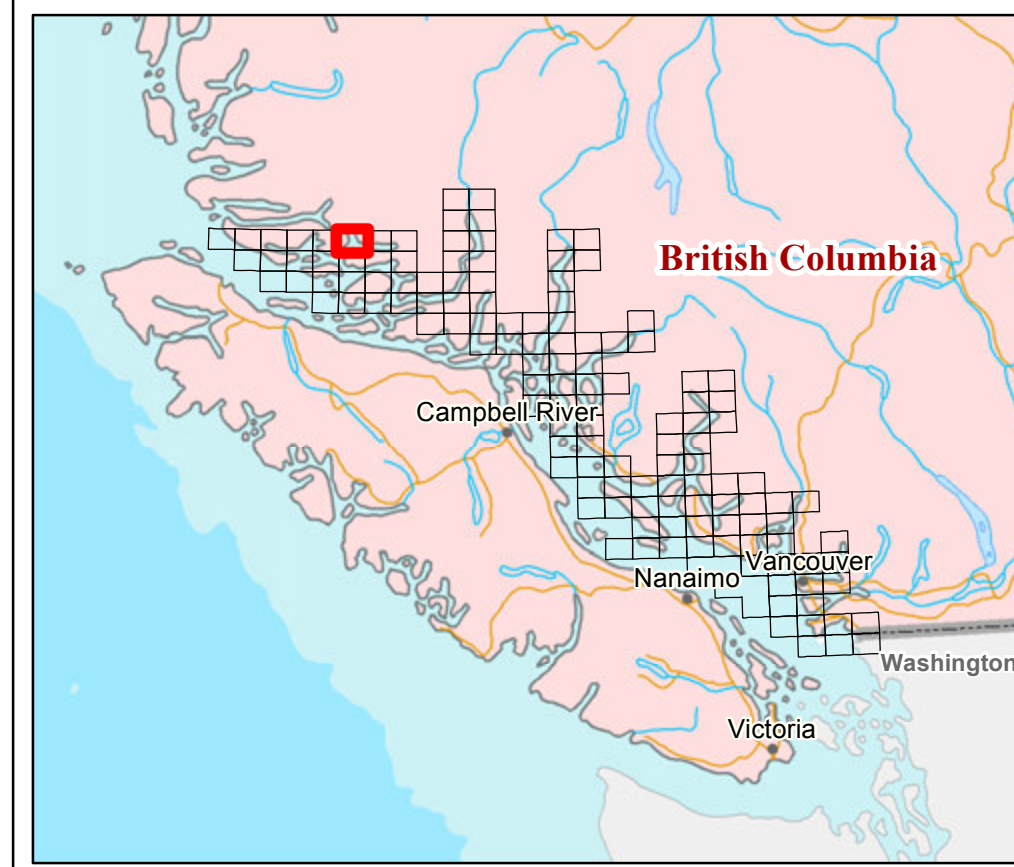 British Columbia
Campbell River
Vancouver
Nanaimo
Washington
Victoria